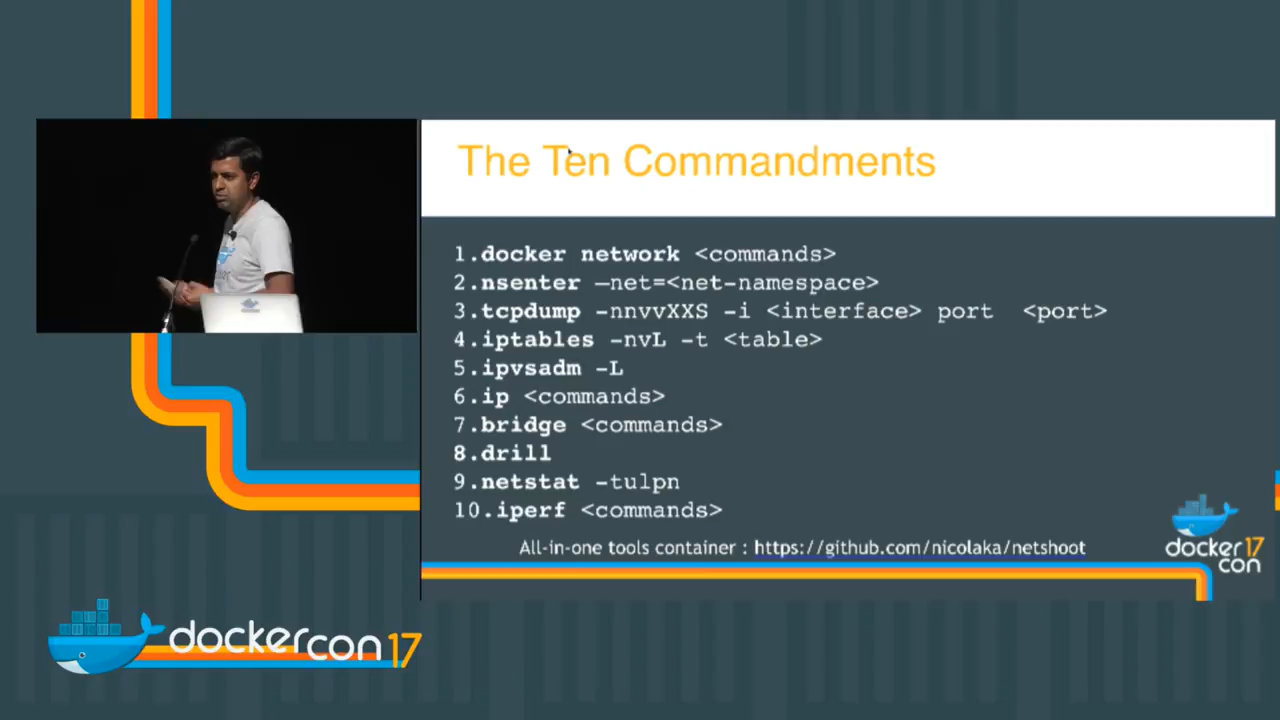 The Ten Commandments
1.docker network <commands>
2.nsenter —net=<net-namespace>
3.tcpdump -nnvvXXS -i <interface> port <port>
4.iptables -nvL -t <table>
5.ipvsadm -L
6.ip <commands>
7.bridge <commands>
8.drill
9.netstat -tulpn
10.iperf <commands>
All-in-one tools container : https://github.com/nicolaka/netshoot
docker 17
con
dockercon 17